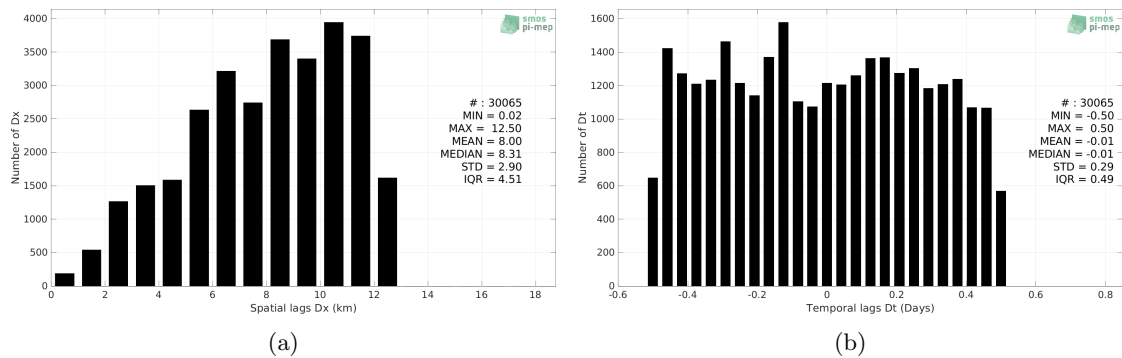 4000
3500
3000
2500
2000
1500
1000
500
0
Number of Dx
0 2 4 6 8 10 12 14 16 18
Spatial lags Dx (km)
smos
pi-mep
# : 30065
MIN = 0.02
MAX = 12.50
MEAN = 8.00
MEDIAN = 8.31
STD = 2.90
IQR = 4.51
(a)
1600
1400
1200
1000
800
600
400
200
0
Number of Dt
-0.6 -0.4 -0.2 0 0.2 0.4 0.6 0.8
Temporal lags Dt (Days)
smos
pi-mep
# : 30065
MIN = -0.50
MAX = 0.50
MEAN = -0.01
MEDIAN = -0.01
STD = 0.29
IQR = 0.49
(b)